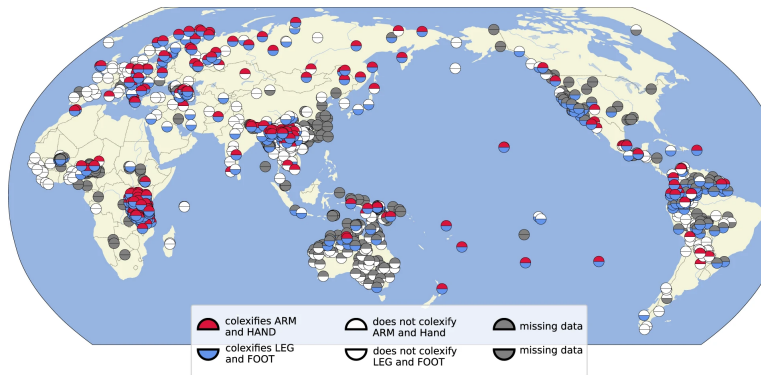 colexifies ARM
and HAND
does not colexify
ARM and Hand
missing data
colexifies LEG
and FOOT
does not colexify
LEG and FOOT
missing data